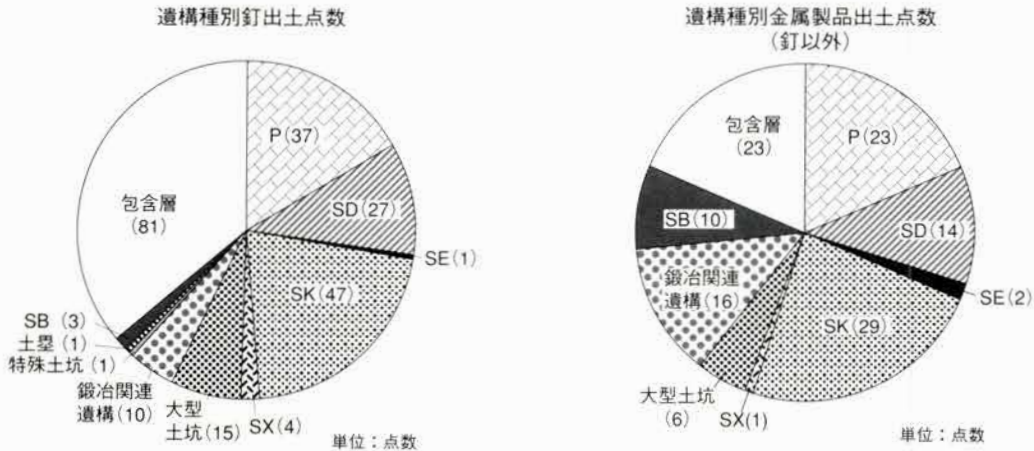 遺構種別釘出土点数
P(37)
SD(27)
SE(1)
SK(47)
SX(4)
大型
土坑(15)
鍛冶関連
遺構(10)
特殊土坑(1)
土塁(1)
SB(3)
包含層
(81)
単位：点数
遺構種別金属製品出土点数
(釘以外)
P(23)
SD(14)
SE(2)
SK(29)
SX(1)
大型土坑
(6)
鍛冶関連
遺構(16)
SB(10)
包含層
(23)
単位：点数